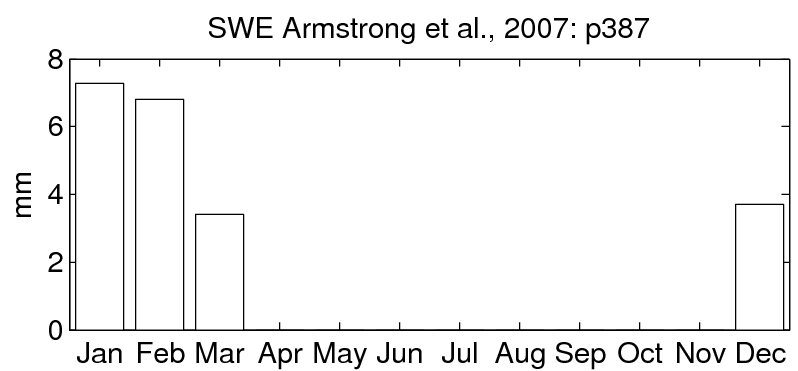 SWE Armstrong et al., 2007: p387
8
6
4
2
0
mm
Jan Feb Mar Apr May Jun Jul Aug Sep Oct Nov Dec